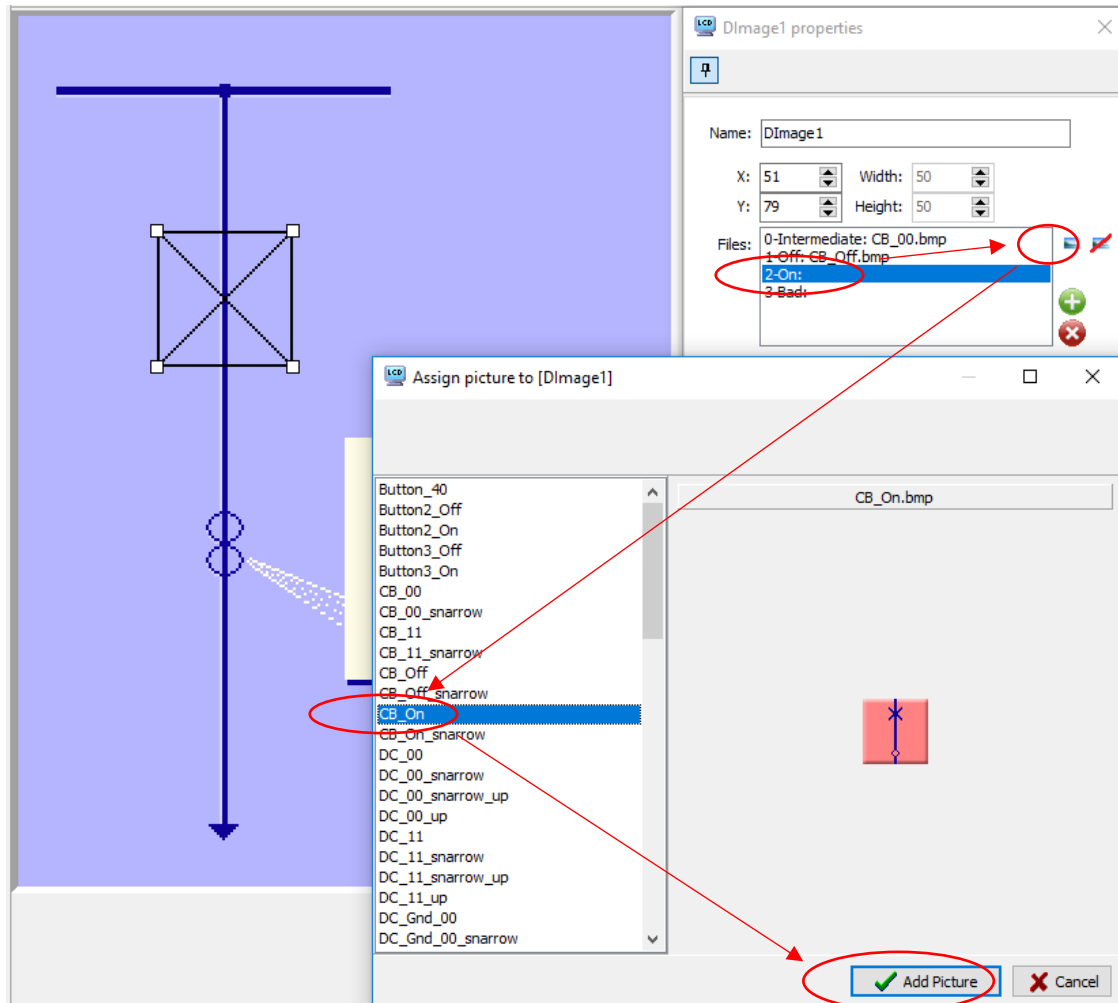 LCD DImage1 properties
Name: DImage1
X: 51 Width: 50
Y: 79 Height: 50
Files: 0-Intermediate: CB_00.bmp
1-Off: CB_Off.bmp
2-On:
3-Bad:
LCD Assign picture to [DImage1]
Button_40
Button2_Off
Button2_On
Button3_Off
Button3_On
CB_00
CB_00_snarrow
CB_11
CB_11_snarrow
CB_Off
CB_Off_snarrow
CB_On
CB_On_snarrow
DC_00
DC_00_snarrow
DC_00_snarrow_up
DC_00_up
DC_11
DC_11_snarrow
DC_11_snarrow_up
DC_11_up
DC_Gnd_00
DC_Gnd_00_snarrow
CB_On.bmp
Add Picture Cancel